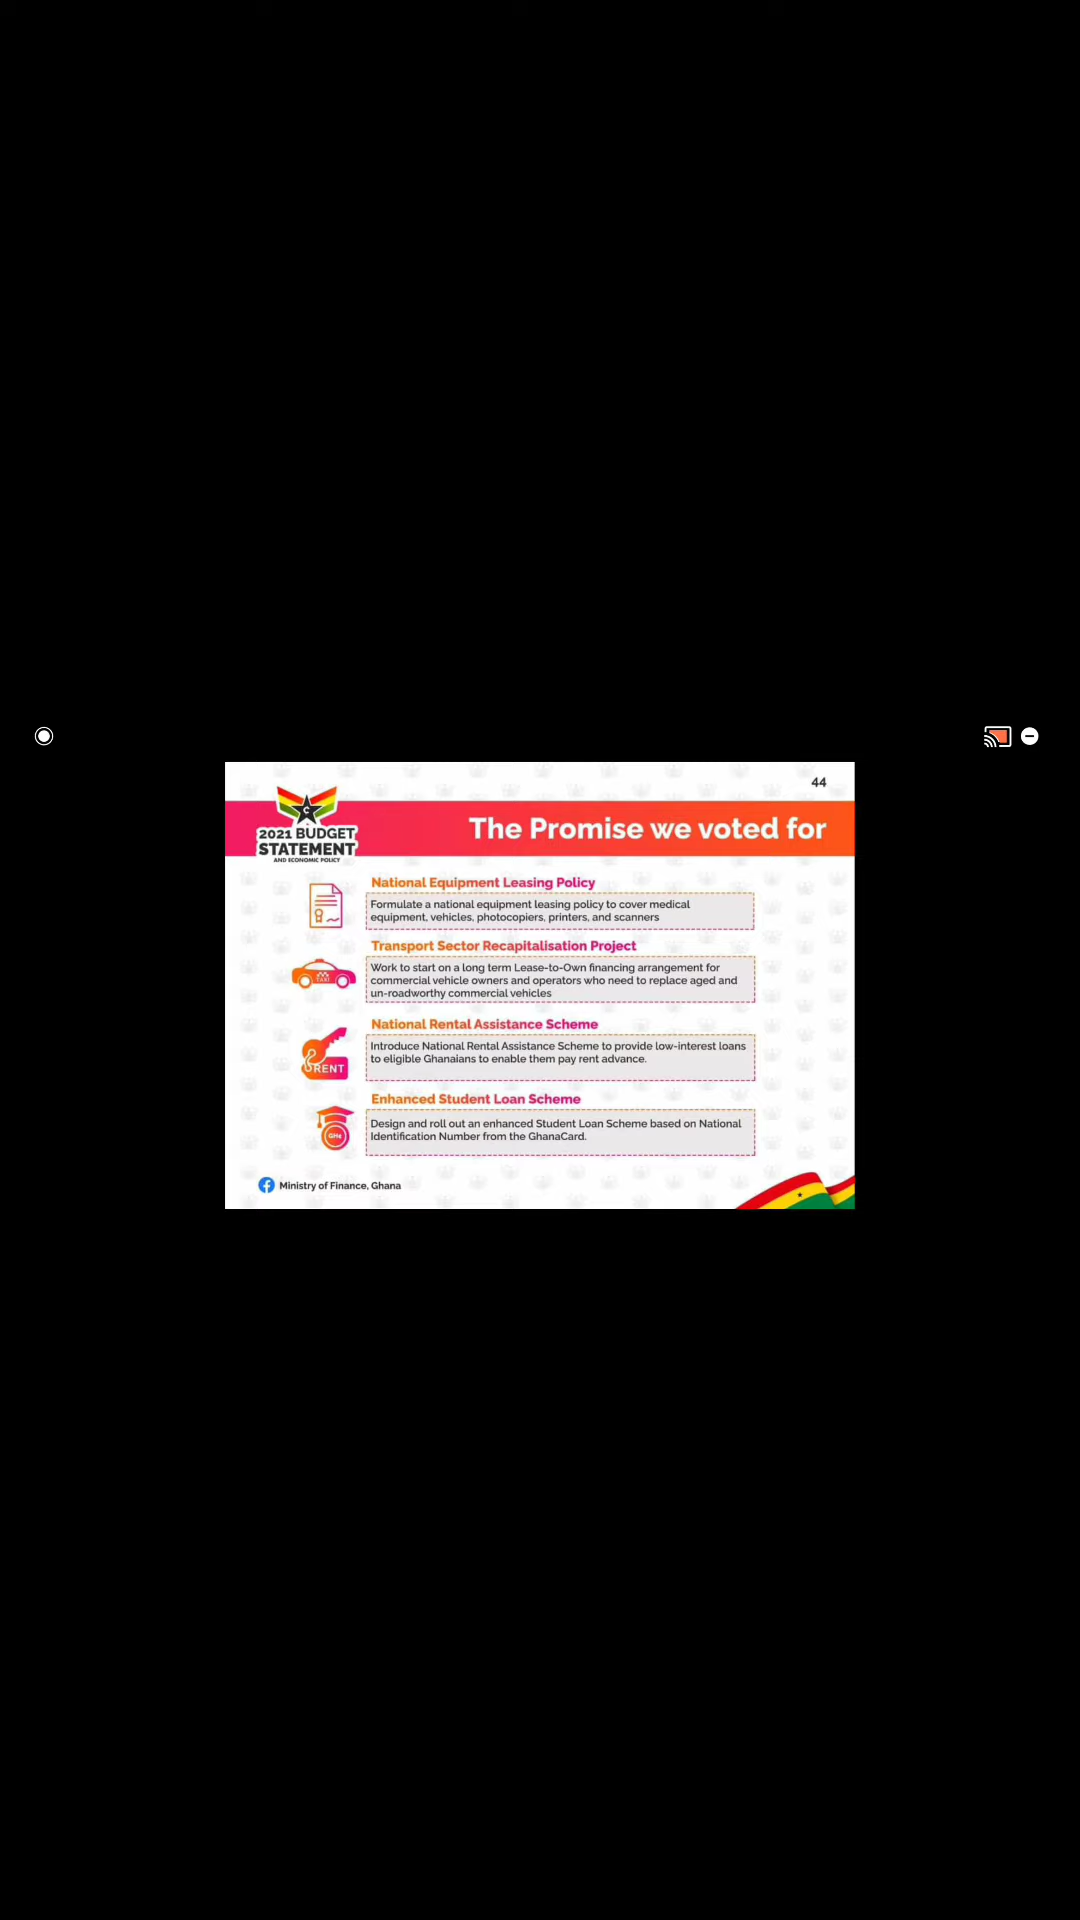 44
2021 BUDGET
STATEMENT
AND ECONOMIC POLICY
The Promise we voted for
National Equipment Leasing Policy
Formulate a national equipment leasing policy to cover medical
equipment, vehicles, photocopiers, printers, and scanners
Transport Sector Recapitalisation Project
TAXI
Work to start on a long term Lease-to-Own financing arrangement for
commercial vehicle owners and operators who need to replace aged and
un-roadworthy commercial vehicles
National Rental Assistance Scheme
RENT
Introduce National Rental Assistance Scheme to provide low-interest loans
to eligible Ghanaians to enable them pay rent advance.
Enhanced Student Loan Scheme
GH¢
Design and roll out an enhanced Student Loan Scheme based on National
Identification Number from the GhanaCard.
Ministry of Finance, Ghana